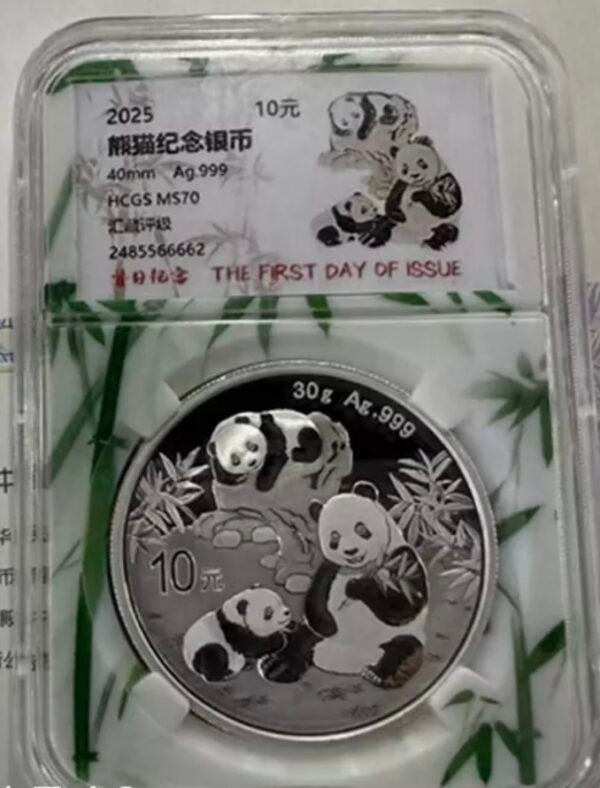 2025 10元
熊猫纪念银币
40mm Ag.999
HCGS MS70
汇藏评级
2485566662
首日纪念 THE FIRST DAY OF ISSUE
30g Ag.999
10元
币